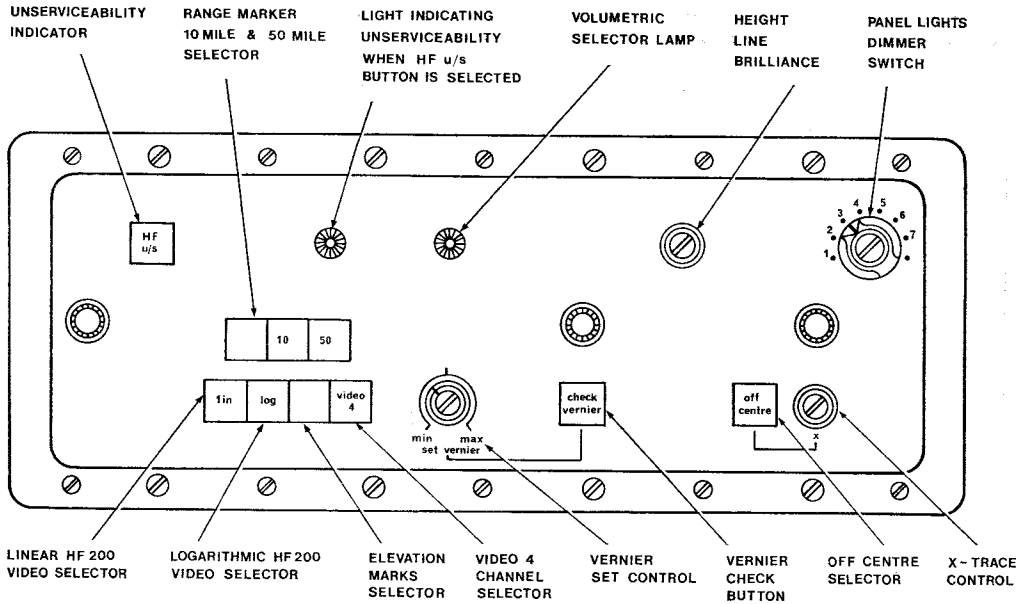 UNSERVICEABILITY
INDICATOR
RANGE MARKER
10 MILE & 50 MILE
SELECTOR
LIGHT INDICATING
UNSERVICEABILITY
WHEN HF u/s
BUTTON IS SELECTED
VOLUMETRIC
SELECTOR LAMP
HEIGHT
LINE
BRILLIANCE
PANEL LIGHTS
DIMMER
SWITCH
HF
u/s
1 2 3 4 5 6 7
10 50
1in log video
4
min max
set vernier
check
vernier
off
centre
x
LINEAR HF 200
VIDEO SELECTOR
LOGARITHMIC HF 200
VIDEO SELECTOR
ELEVATION
MARKS
SELECTOR
VIDEO 4
CHANNEL
SELECTOR
VERNIER
SET CONTROL
VERNIER
CHECK
BUTTON
OFF CENTRE
SELECTOR
X-TRACE
CONTROL